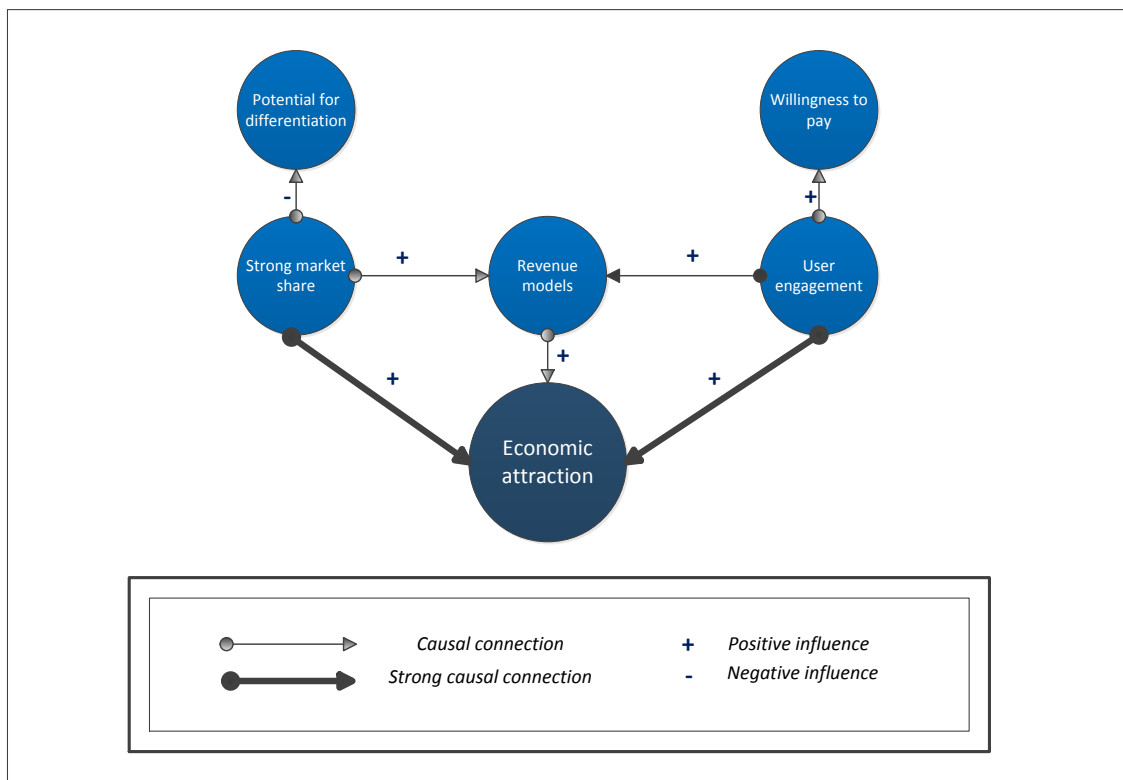 Potential for
differentiation
Willingness to
pay
-
+
Strong market
share
+
Revenue
models
+
User
engagement
+
+
+
Economic
attraction
Causal connection
+ Positive influence
Strong causal connection
- Negative influence